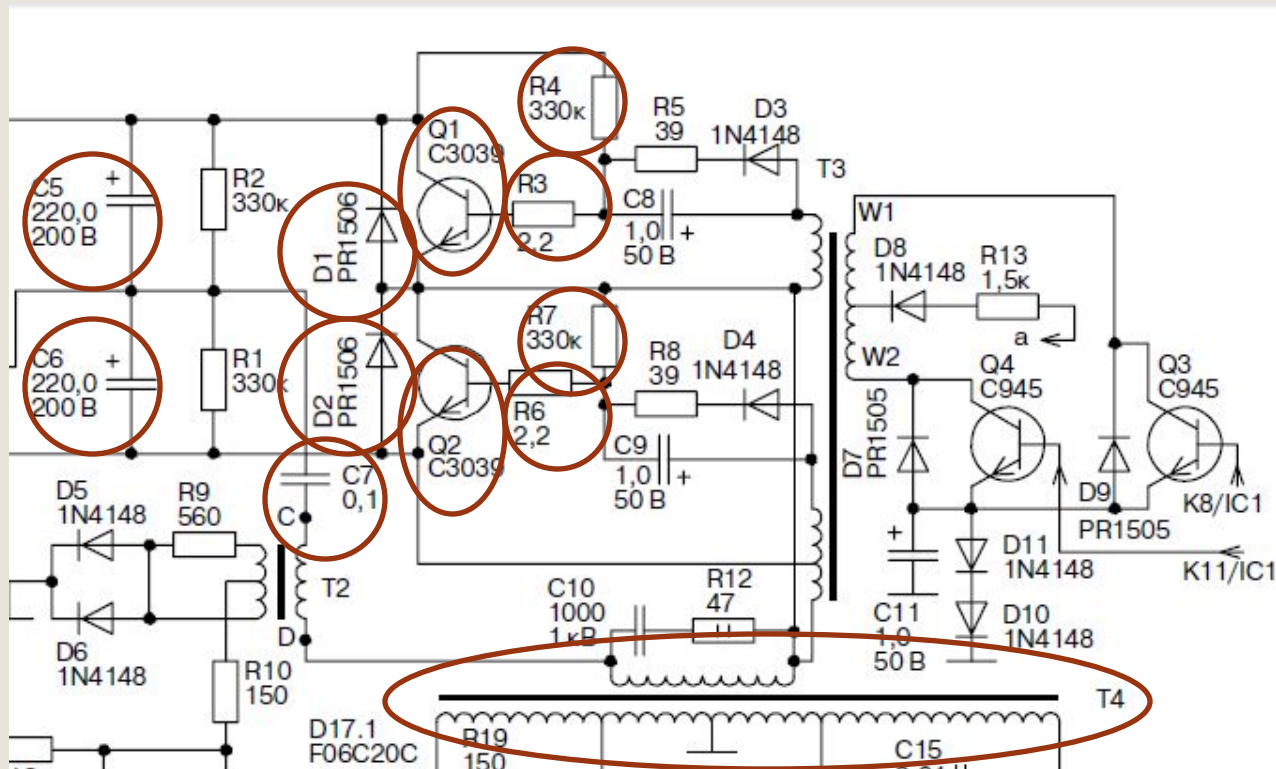 R4
330к
R5
39
D3
1N4148
Q1
C3039
T3
C5
+
220,0
200 В
R2
330к
R3
2,2
C8
1,0
+
50 В
D1
PR1506
W1
D8
1N4148
R13
1,5к
a
C6
+
220,0
200 В
R1
330к
D2
PR1506
R7
330к
R8
39
D4
1N4148
W2
Q4
C945
Q3
C945
R6
2,2
Q2
C3039
C9
1,0
+
50 В
D7
PR1505
C7
0,1
D9
PR1505
K8/IC1
K11/IC1
D5
1N4148
R9
560
C
T2
D
D6
1N4148
R10
150
C10
1000
1 кВ
R12
47
+
C11
1,0
50 В
D11
1N4148
D10
1N4148
T4
D17.1
F06C20C
R19
150
C15